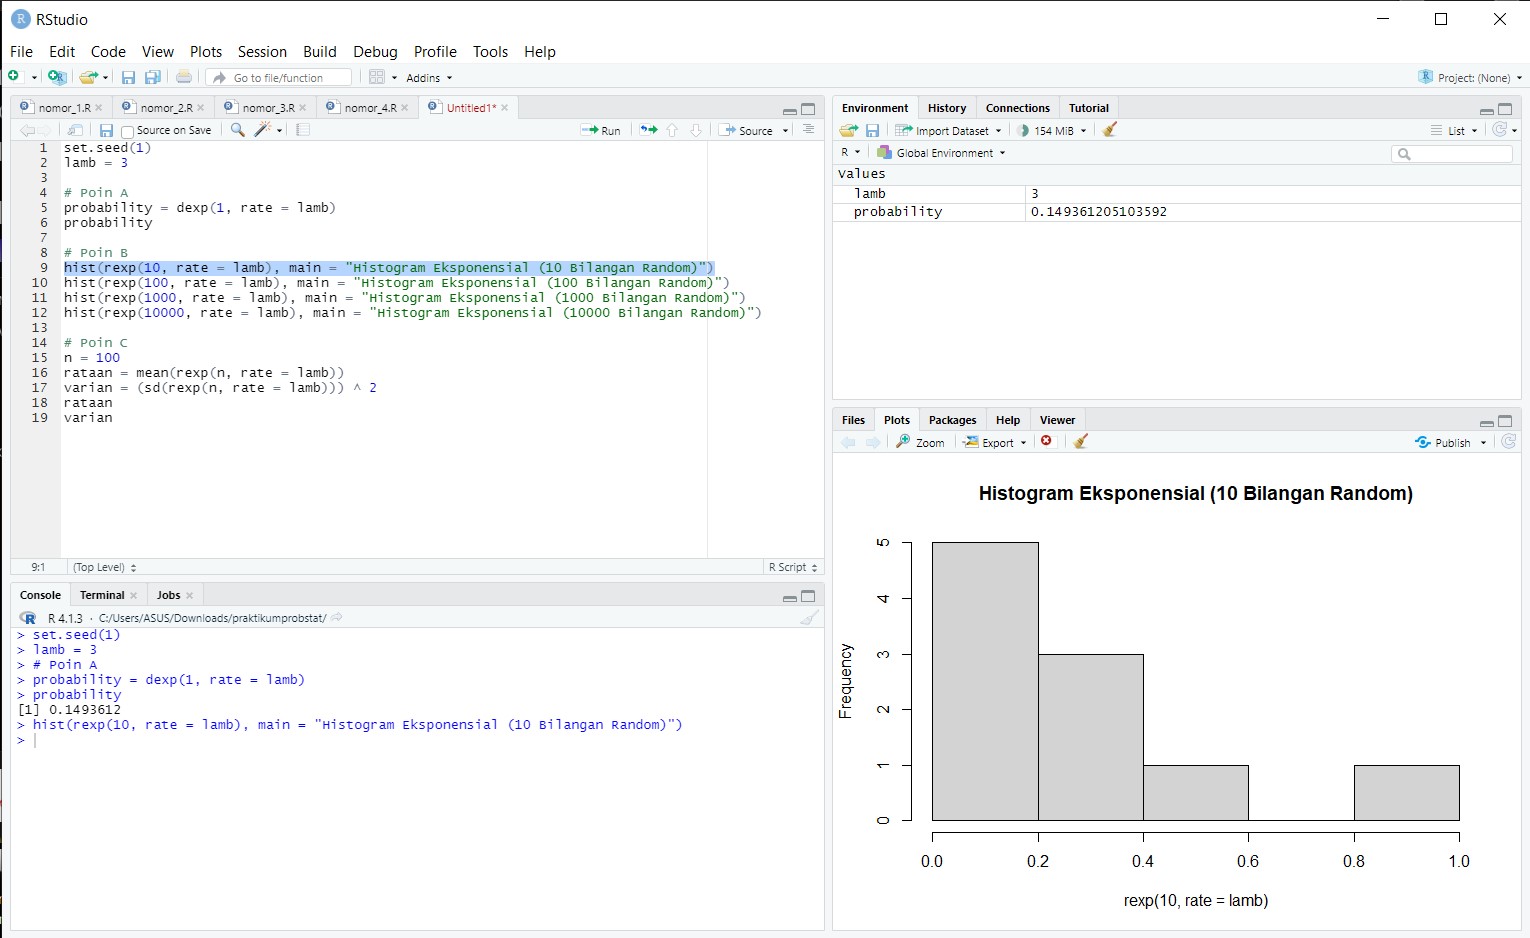 RStudio
File Edit Code View Plots Session Build Debug Profile Tools Help
Go to file/function Addins Project: (None)
nomor_1.R nomor_2.R nomor_3.R nomor_4.R Untitled1*
Source on Save Run Source
1 set.seed(1)
2 lamb = 3
3
4 # Poin A
5 probability = dexp(1, rate = lamb)
6 probability
7
8 # Poin B
9 hist(rexp(10, rate = lamb), main = "Histogram Eksponensial (10 Bilangan Random)")
10 hist(rexp(100, rate = lamb), main = "Histogram Eksponensial (100 Bilangan Random)")
11 hist(rexp(1000, rate = lamb), main = "Histogram Eksponensial (1000 Bilangan Random)")
12 hist(rexp(10000, rate = lamb), main = "Histogram Eksponensial (10000 Bilangan Random)")
13
14 # Poin C
15 n = 100
16 rataan = mean(rexp(n, rate = lamb))
17 varian = (sd(rexp(n, rate = lamb))) ^ 2
18 rataan
19 varian
9:1 (Top Level) R Script
Console Terminal Jobs
R 4.1.3 · C:/Users/ASUS/Downloads/praktikumprobstat/
> set.seed(1)
> lamb = 3
> # Poin A
> probability = dexp(1, rate = lamb)
> probability
[1] 0.1493612
> hist(rexp(10, rate = lamb), main = "Histogram Eksponensial (10 Bilangan Random)")
>
Environment History Connections Tutorial
Import Dataset 154 MiB List
R Global Environment
Values
lamb 3
probability 0.149361205103592
Files Plots Packages Help Viewer
Zoom Export Publish
Histogram Eksponensial (10 Bilangan Random)
Frequency
5
4
3
2
1
0
0.0 0.2 0.4 0.6 0.8 1.0
rexp(10, rate = lamb)